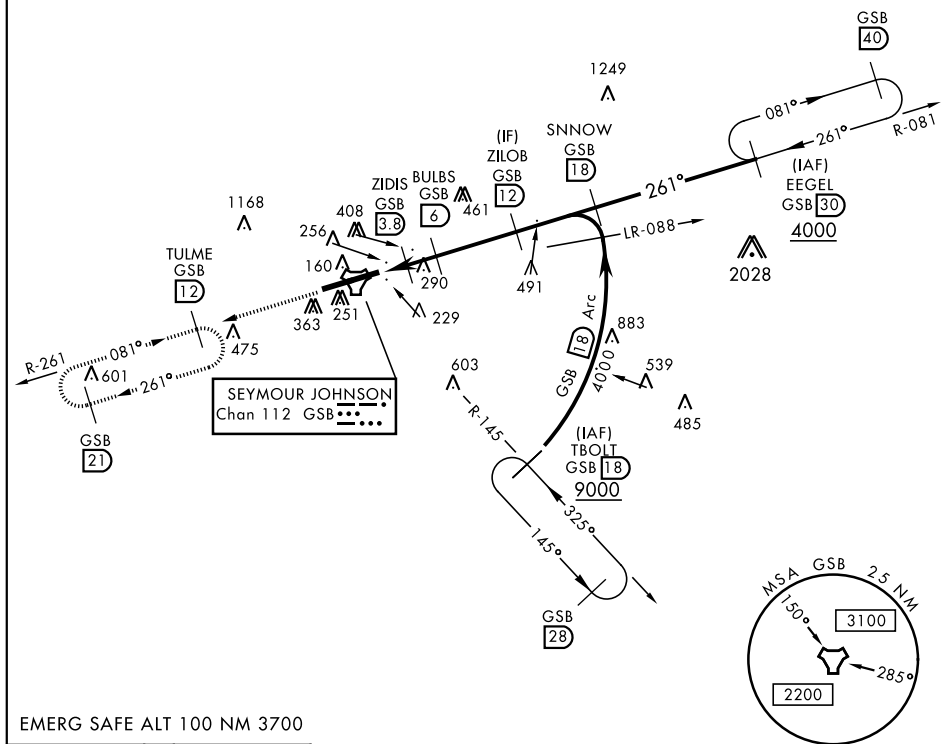 GSB
40
1249
081°
R-081
261°
(IAF)
EEGEL
GSB 30
4000
SNNOW
GSB
18
(IF)
ZILOB
GSB
12
261°
LR-088
2028
BULBS
GSB
6
461
ZIDIS
GSB
3.8
408
256
1168
160
290
491
TULME
GSB
12
363
251
229
475
R-261
081°
601
261°
GSB
21
SEYMOUR JOHNSON
Chan 112 GSB
GSB 18 Arc
4000
883
539
485
603
R-145
(IAF)
TBOLT
GSB 18
9000
325°
145°
GSB
28
MSA GSB 25 NM
150°
3100
285°
2200
EMERG SAFE ALT 100 NM 3700